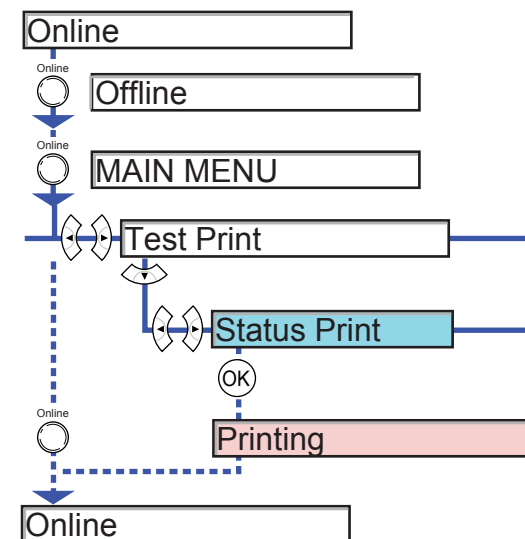 Online
Online
Offline
Online
MAIN MENU
Test Print
Status Print
OK
Online
Printing
Online